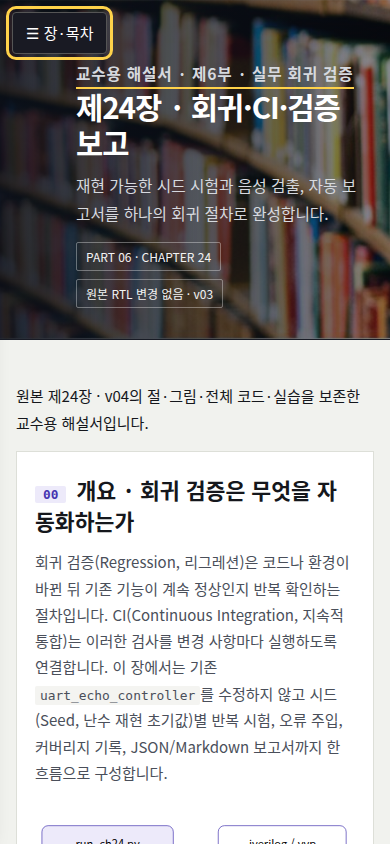 ☰ 장·목차
교수용 해설서 · 제6부 · 실무 회귀 검증
제24장 · 회귀·CI·검증
보고
재현 가능한 시드 시험과 음성 검출, 자동 보
고서를 하나의 회귀 절차로 완성합니다.
PART 06 · CHAPTER 24
원본 RTL 변경 없음 · v03
원본 제24장 · v04의 절·그림·전체 코드·실습을 보존한
교수용 해설서입니다.
00 개요 · 회귀 검증은 무엇을 자
동화하는가
회귀 검증(Regression, 리그레션)은 코드나 환경이
바뀐 뒤 기존 기능이 계속 정상인지 반복 확인하는
절차입니다. CI(Continuous Integration, 지속적
통합)는 이러한 검사를 변경 사항마다 실행하도록
연결합니다. 이 장에서는 기존
uart_echo_controller 를 수정하지 않고 시드
(Seed, 난수 재현 초기값)별 반복 시험, 오류 주입,
커버리지 기록, JSON/Markdown 보고서까지 한
흐름으로 구성합니다.
run_ch24.py
iverilog / vvp